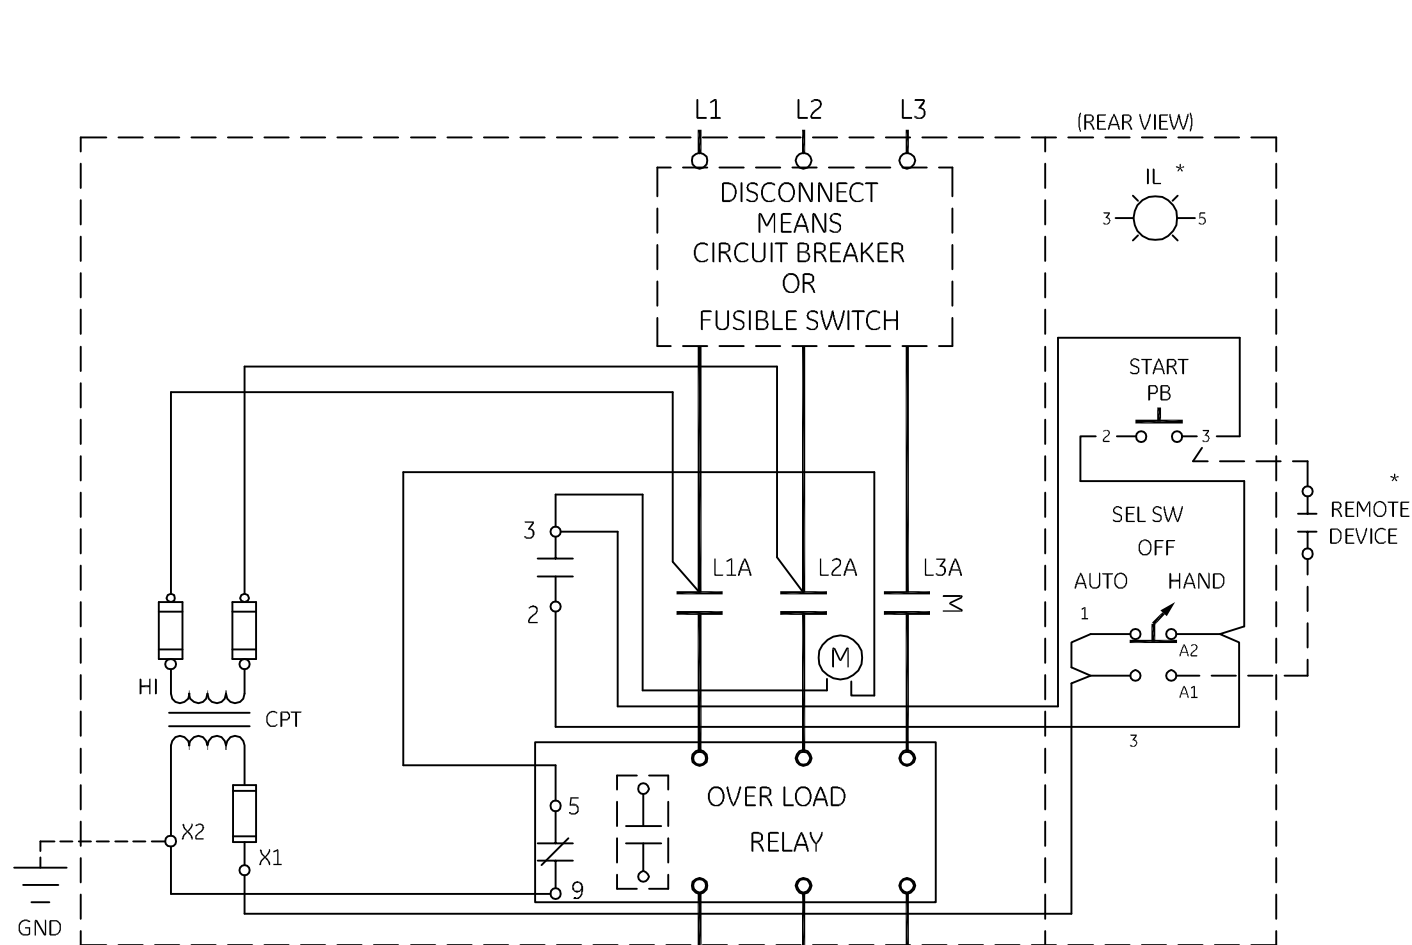 L1 L2 L3
(REAR VIEW)
DISCONNECT
MEANS
CIRCUIT BREAKER
OR
FUSIBLE SWITCH
IL *
3 5
START
PB
2 3
*
REMOTE
DEVICE
SEL SW
OFF
AUTO HAND
1
A2
A1
3
3
2
L1A L2A L3A
M
M
HI
CPT
X2
X1
GND
OVER LOAD
RELAY
5
9